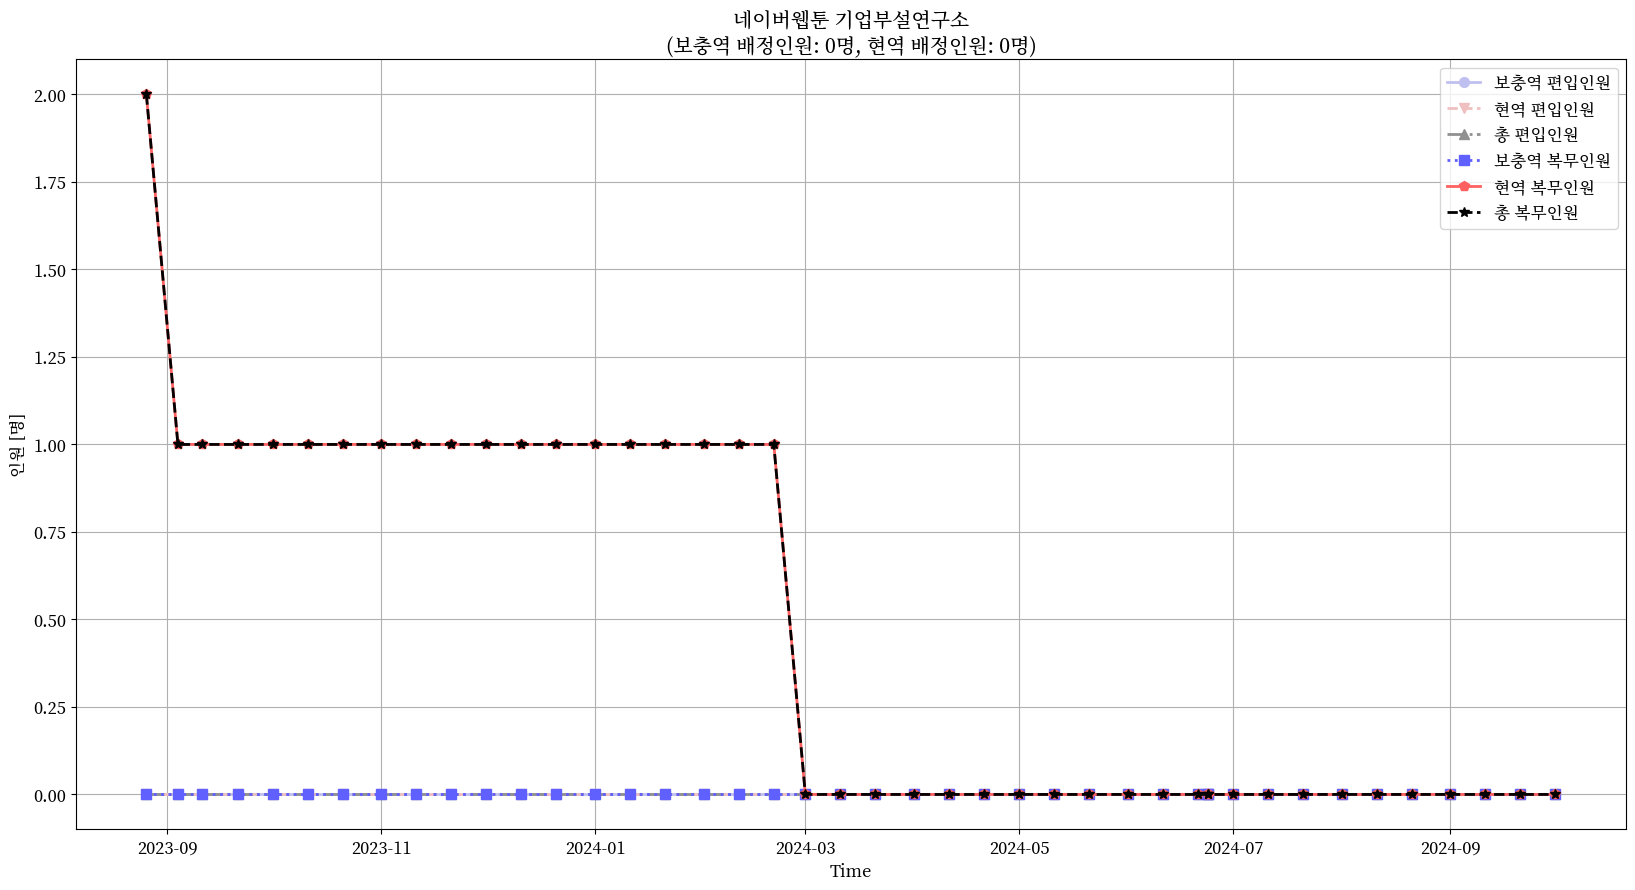 네이버웹툰 기업부설연구소
(보충역 배정인원: 0명, 현역 배정인원: 0명)
보충역 편입인원
현역 편입인원
총 편입인원
보충역 복무인원
현역 복무인원
총 복무인원
인원 [명]
2.00
1.75
1.50
1.25
1.00
0.75
0.50
0.25
0.00
2023-09
2023-11
2024-01
2024-03
2024-05
2024-07
2024-09
Time